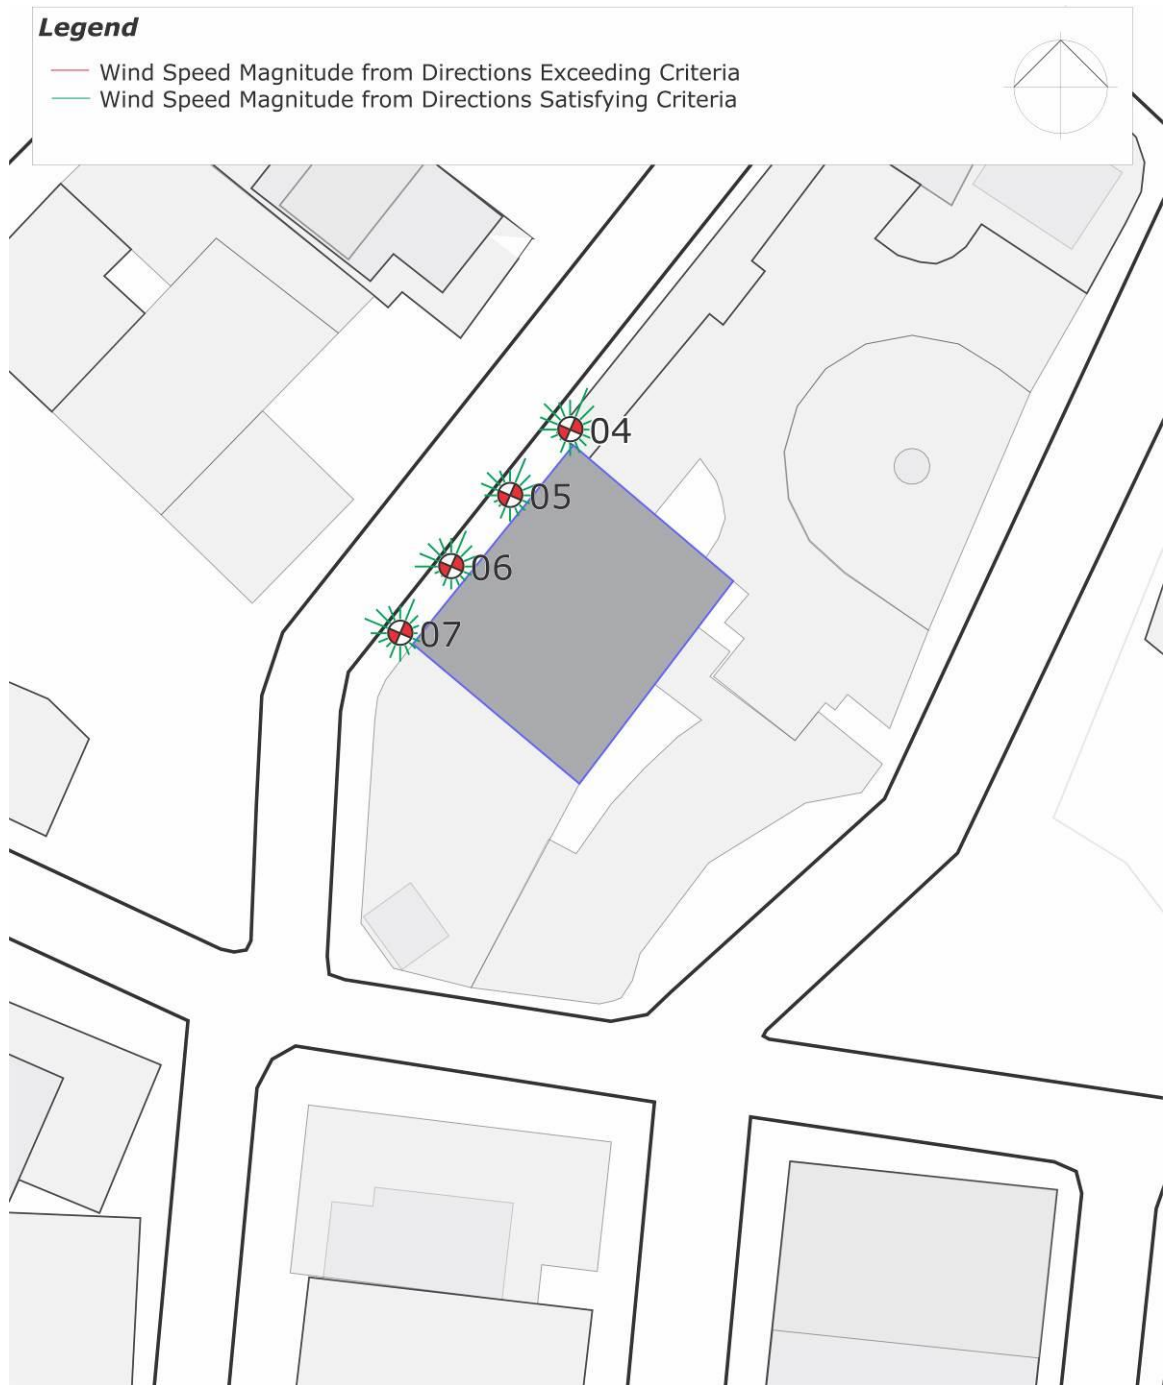 Legend
Wind Speed Magnitude from Directions Exceeding Criteria
Wind Speed Magnitude from Directions Satisfying Criteria
04
05
06
07